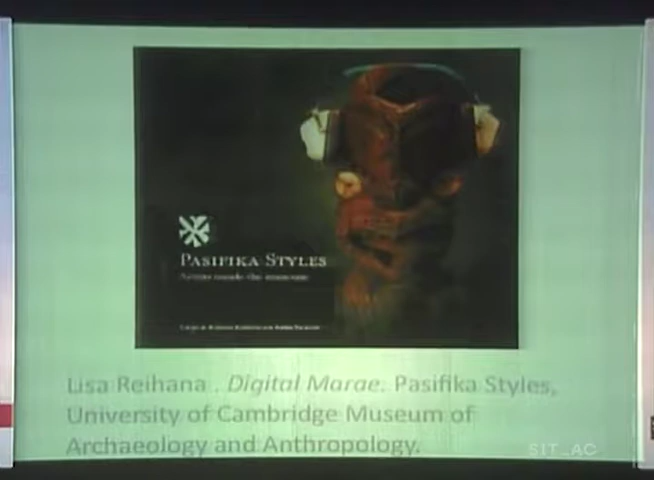 PASIFIKA STYLES
Lisa Reihana . Digital Marae. Pasifika Styles,
University of Cambridge Museum of
Archaeology and Anthropology.
SIT_AC